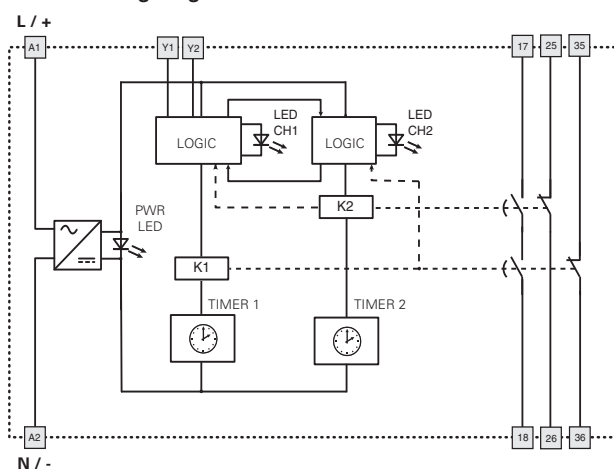 L / +
A1
Y1
Y2
17
25
35
LOGIC
LED
CH1
LOGIC
LED
CH2
PWR
LED
K2
K1
TIMER 1
TIMER 2
A2
18
26
36
N / -